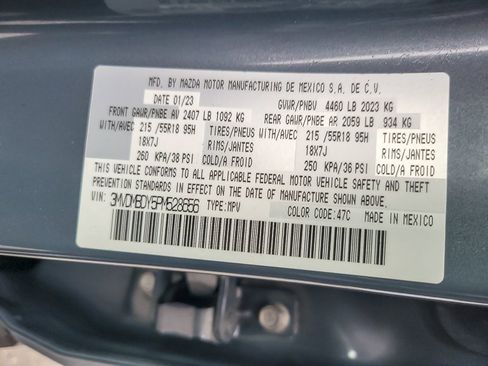 MFD. BY MAZDA MOTOR MANUFACTURING DE MEXICO S.A. DE C.V.
DATE 01/23 GVWR/PNBV 4460 LB 2023 KG
FRONT GAWR/PNBE AV 2407 LB 1092 KG REAR GAWR/PNBE AR 2059 LB 934 KG
WITH/AVEC 215 /55R18 95H TIRES/PNEUS WITH/AVEC 215 /55R18 95H TIRES/PNEUS
18X7J RIMS/JANTES 18X7J RIMS/JANTES
260 KPA/38 PSI COLD/A FROID 250 KPA/36 PSI COLD/A FROID
THIS VEHICLE CONFORMS TO ALL APPLICABLE FEDERAL MOTOR VEHICLE SAFETY AND THEFT
PREVENTION STANDARDS IN EFFECT ON THE DATE OF MANUFACTURE SHOWN ABOVE.
VIN: 3MVDMBDY5PM528656 TYPE:MPV COLOR CODE:47C MADE IN MEXICO